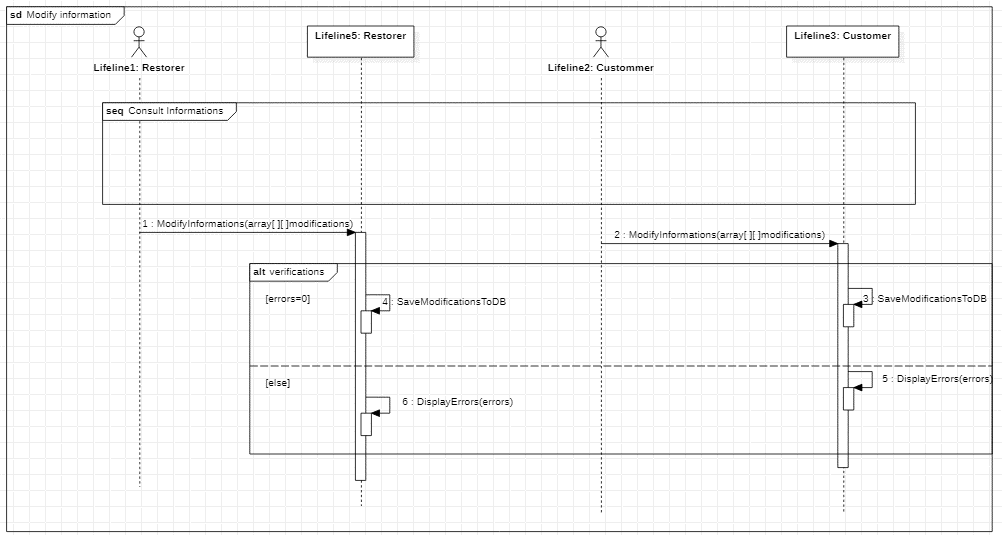 sd Modify information
Lifeline5: Restorer
Lifeline3: Customer
Lifeline1: Restorer
Lifeline2: Custommer
seq Consult Informations
1 : ModifyInformations(array[ ][ ]modifications)
2 : ModifyInformations(array[ ][ ]modifications)
alt verifications
[errors=0]
4 : SaveModificationsToDB
3 : SaveModificationsToDB
[else]
5 : DisplayErrors(errors)
6 : DisplayErrors(errors)